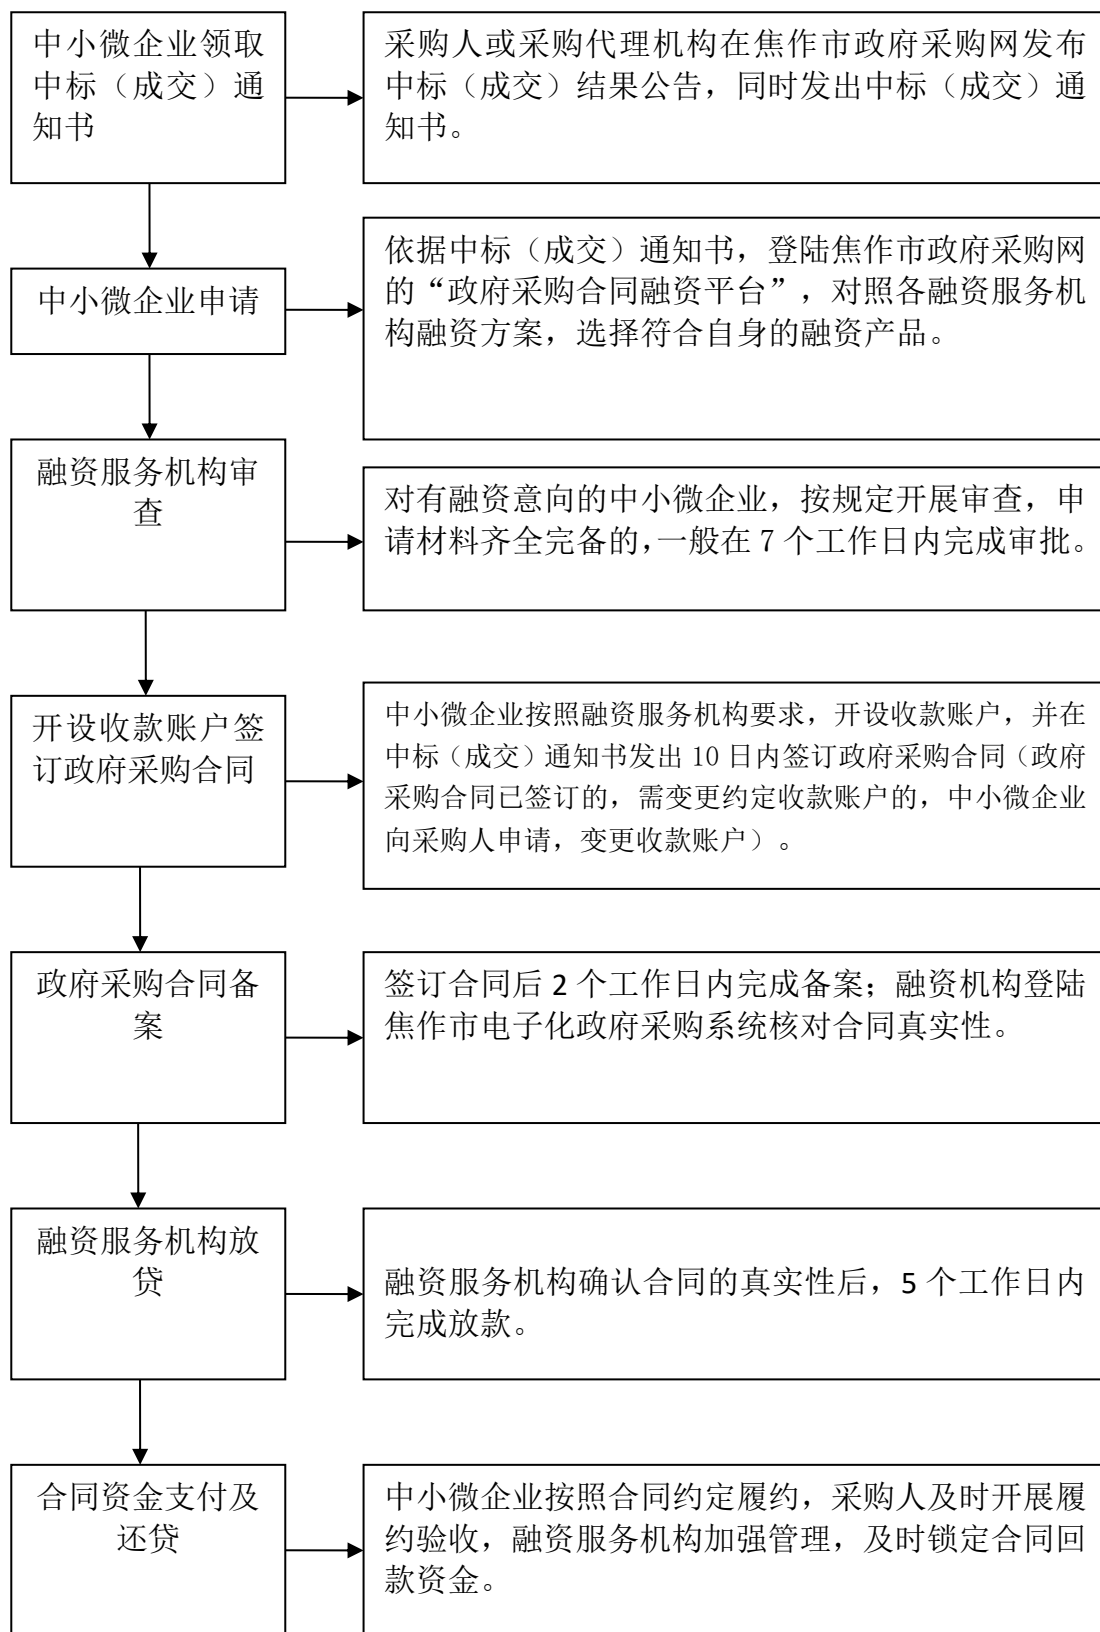 中小微企业领取
中标（成交）通
知书
采购人或采购代理机构在焦作市政府采购网发布
中标（成交）结果公告，同时发出中标（成交）通
知书。
中小微企业申请
依据中标（成交）通知书，登陆焦作市政府采购网
的“政府采购合同融资平台”，对照各融资服务机
构融资方案，选择符合自身的融资产品。
融资服务机构审
查
对有融资意向的中小微企业，按规定开展审查，申
请材料齐全完备的，一般在 7 个工作日内完成审批。
开设收款账户签
订政府采购合同
中小微企业按照融资服务机构要求，开设收款账户，并在
中标（成交）通知书发出 10 日内签订政府采购合同（政府
采购合同已签订的，需变更约定收款账户的，中小微企业
向采购人申请，变更收款账户）。
政府采购合同备
案
签订合同后 2 个工作日内完成备案；融资机构登陆
焦作市电子化政府采购系统核对合同真实性。
融资服务机构放
贷
融资服务机构确认合同的真实性后，5 个工作日内
完成放款。
合同资金支付及
还贷
中小微企业按照合同约定履约，采购人及时开展履
约验收，融资服务机构加强管理，及时锁定合同回
款资金。